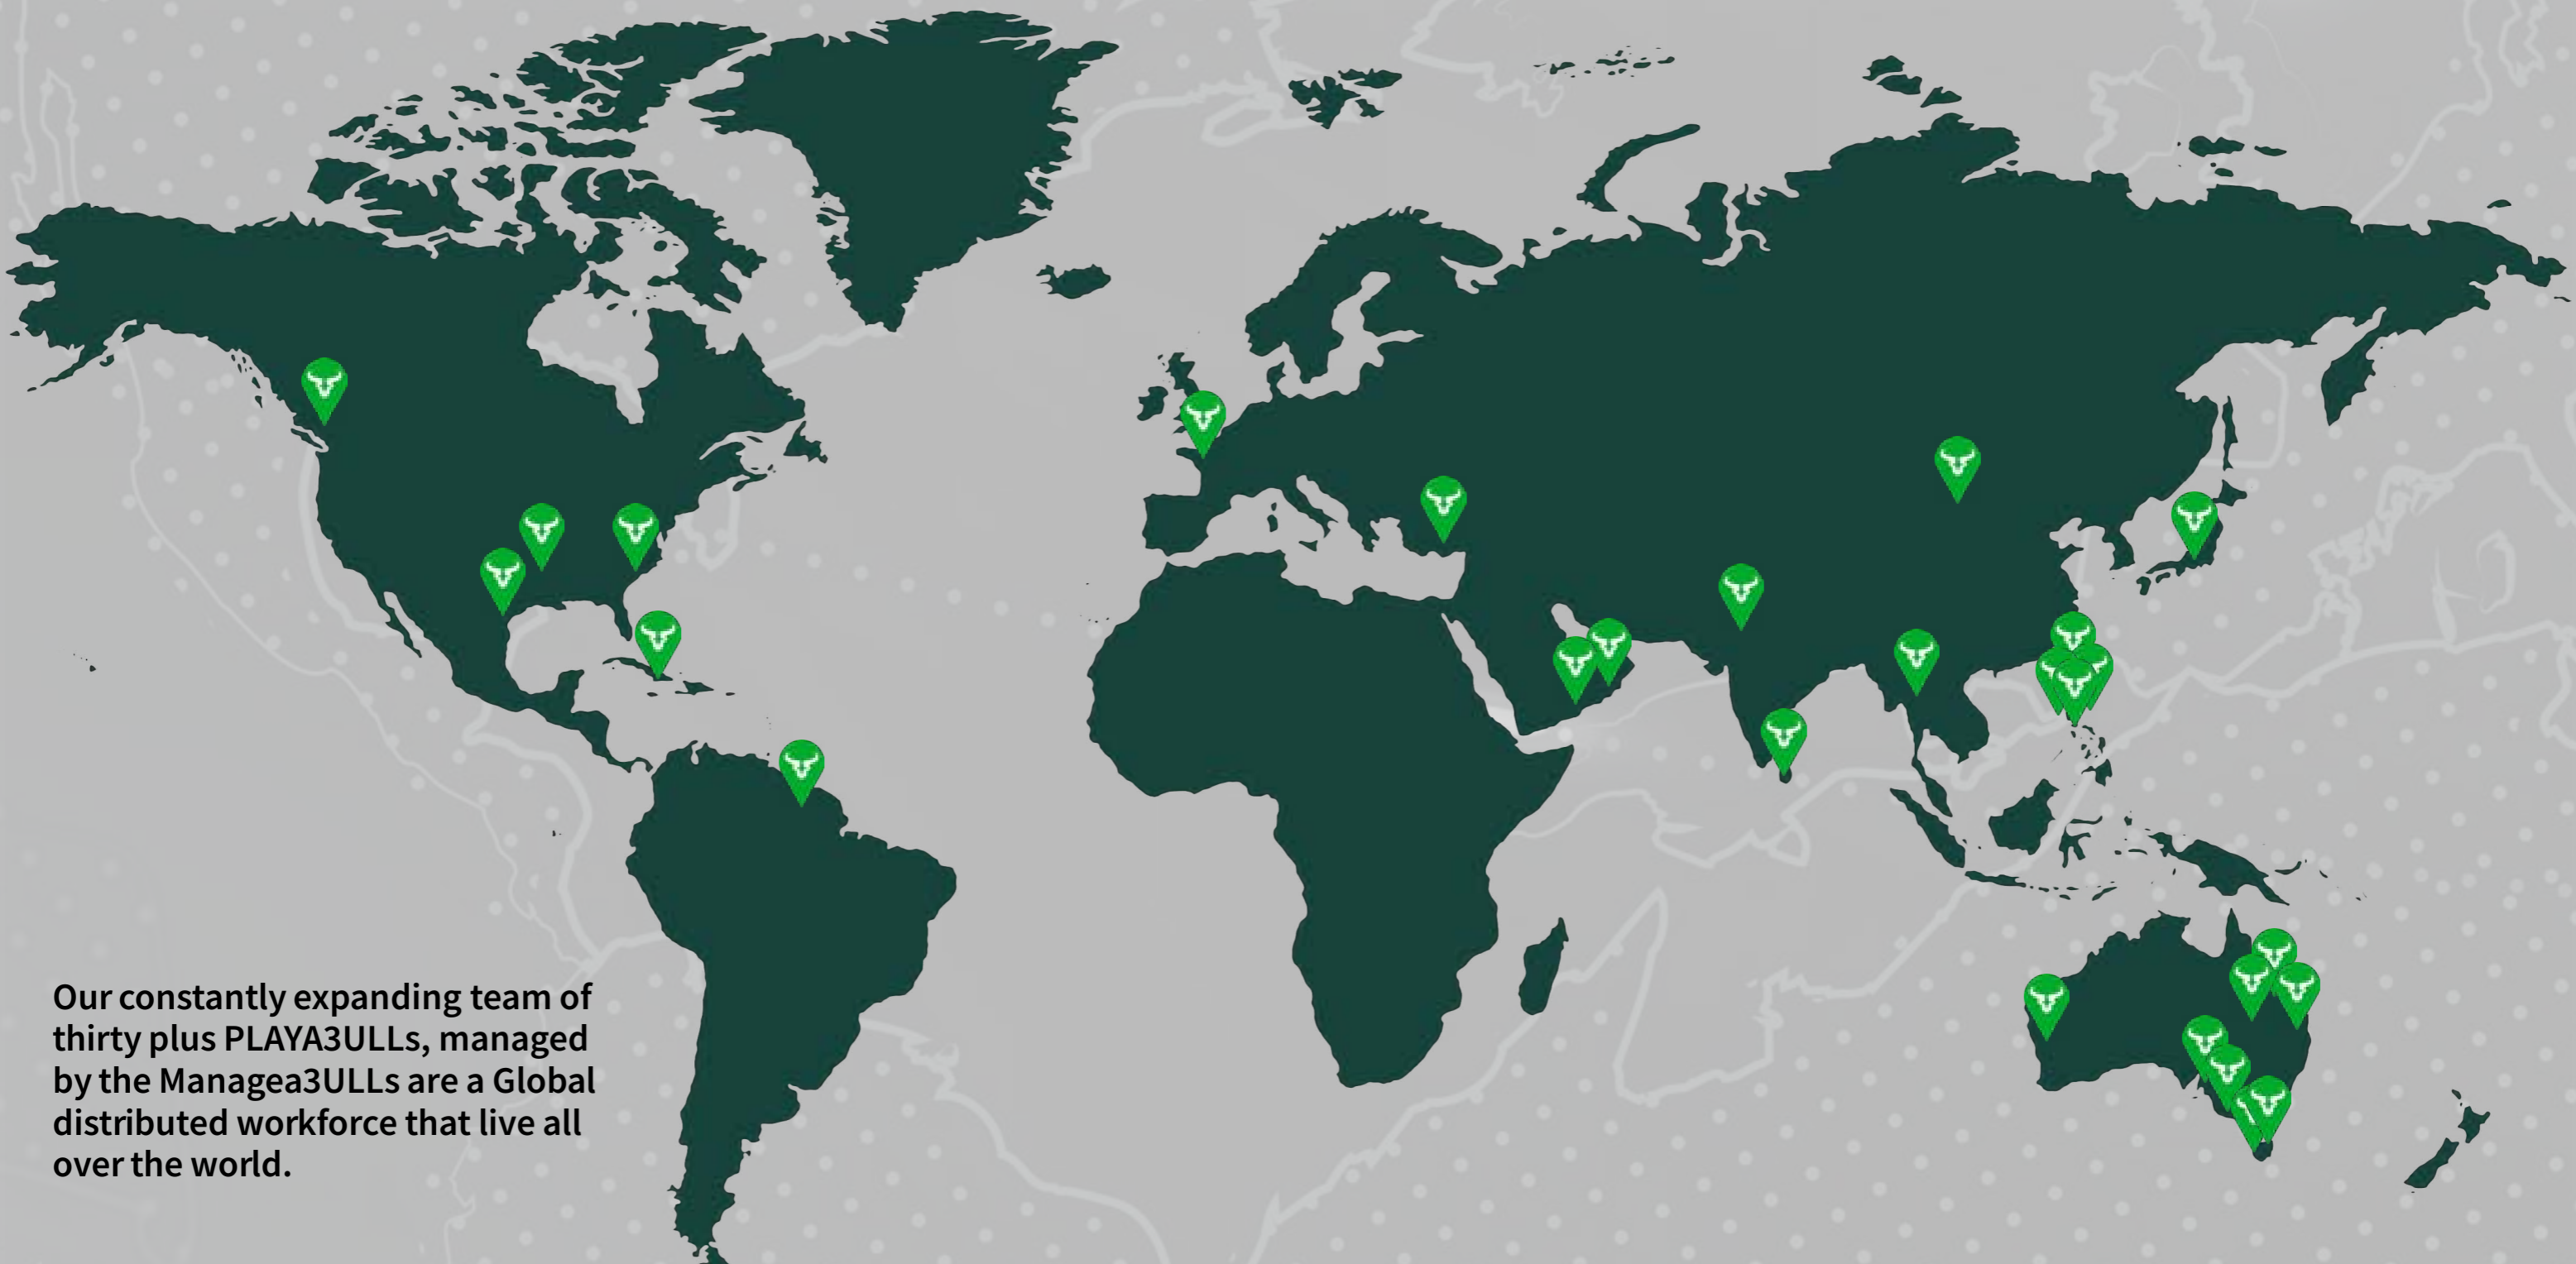 Our constantly expanding team of
thirty plus PLAYA3ULLs, managed
by the Managea3ULLs are a Global
distributed workforce that live all
over the world.